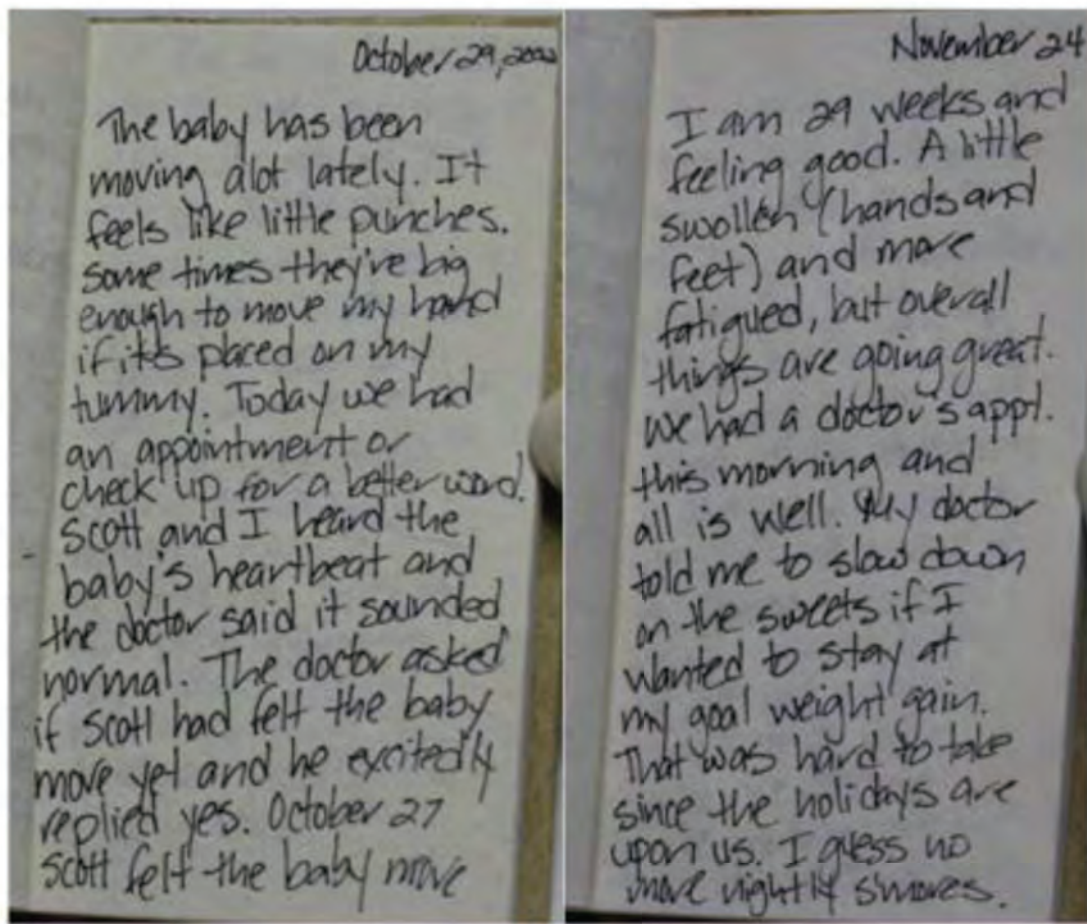 October 29, 2002
The baby has been
moving alot lately. It
feels like little punches.
some times they're big
enough to move my hand
if it's placed on my
tummy. Today we had
an appointment or
check up for a better word.
Scott and I heard the
baby's heartbeat and
the doctor said it sounded
normal. The doctor asked
if Scott had felt the baby
move yet and he excitedly
replied yes. October 27
Scott felt the baby move
November 24
I am 29 weeks and
feeling good. A little
swollen (hands and
feet) and more
fatigued, but overall
things are going great.
We had a doctor's appt.
this morning and
all is well. My doctor
told me to slow down
on the sweets if I
wanted to stay at
my goal weight gain.
That was hard to take
since the holidays are
upon us. I guess no
more nightly s'mores.